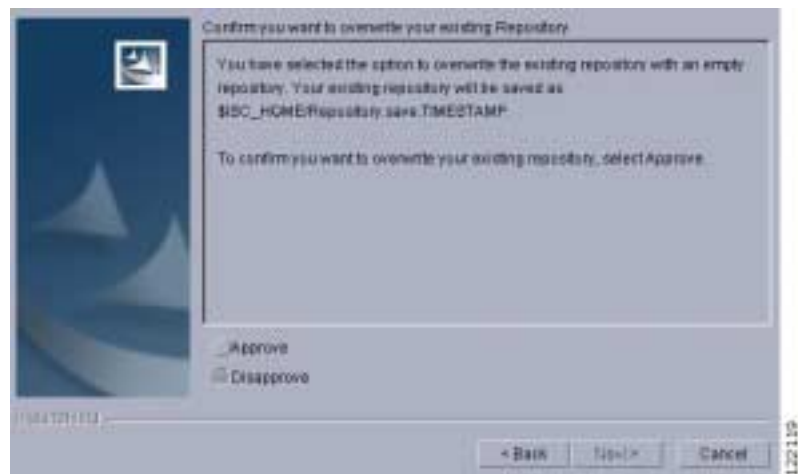 Confirm you want to overwrite your existing Repository
You have selected the option to overwrite the existing repository with an empty
repository. Your existing repository will be saved as
$ISC_HOME/Repository.save.TIMESTAMP
To confirm you want to overwrite your existing repository, select Approve.
Approve
Disapprove
< Back
Next >
Cancel
22119